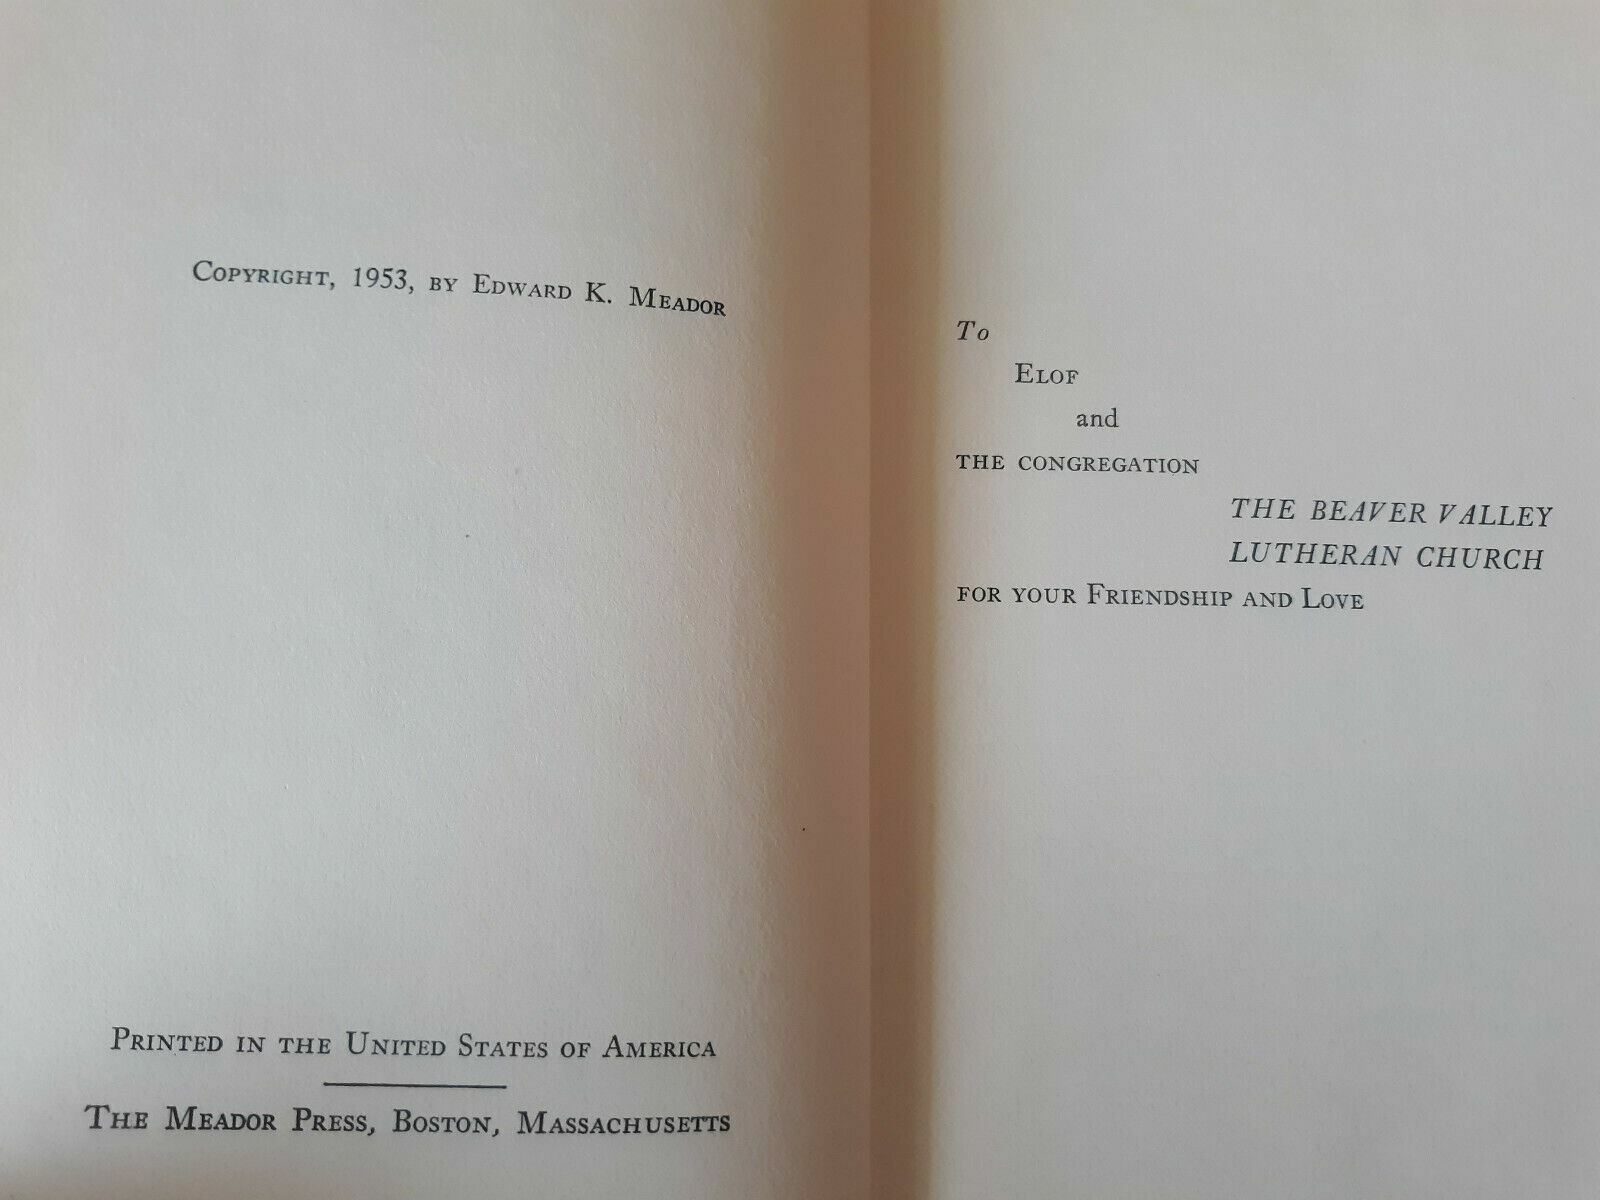 Copyright, 1953, by Edward K. Meador
Printed in the United States of America
The Meador Press, Boston, Massachusetts
To
Elof
and
the congregation
THE BEAVER VALLEY
LUTHERAN CHURCH
for your Friendship and Love